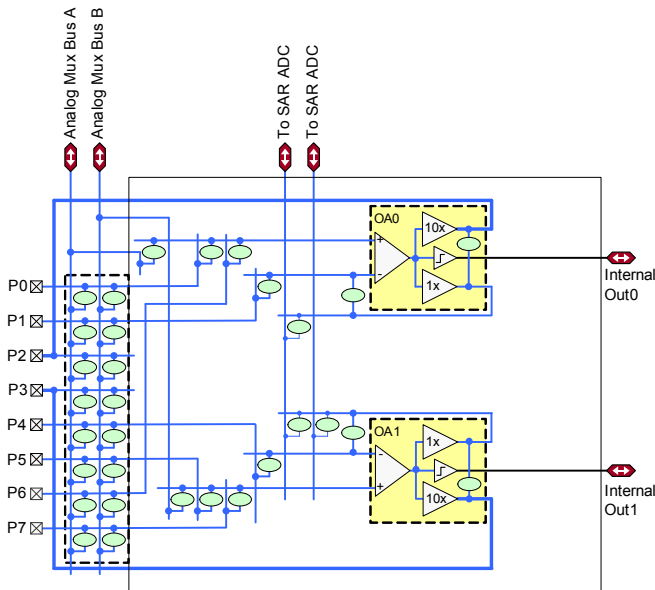 Analog Mux Bus A
Analog Mux Bus B
To SAR ADC
To SAR ADC
OA0
10x
+
-
1x
Internal
Out0
P0
P1
P2
P3
P4
P5
P6
P7
OA1
1x
-
+
10x
Internal
Out1